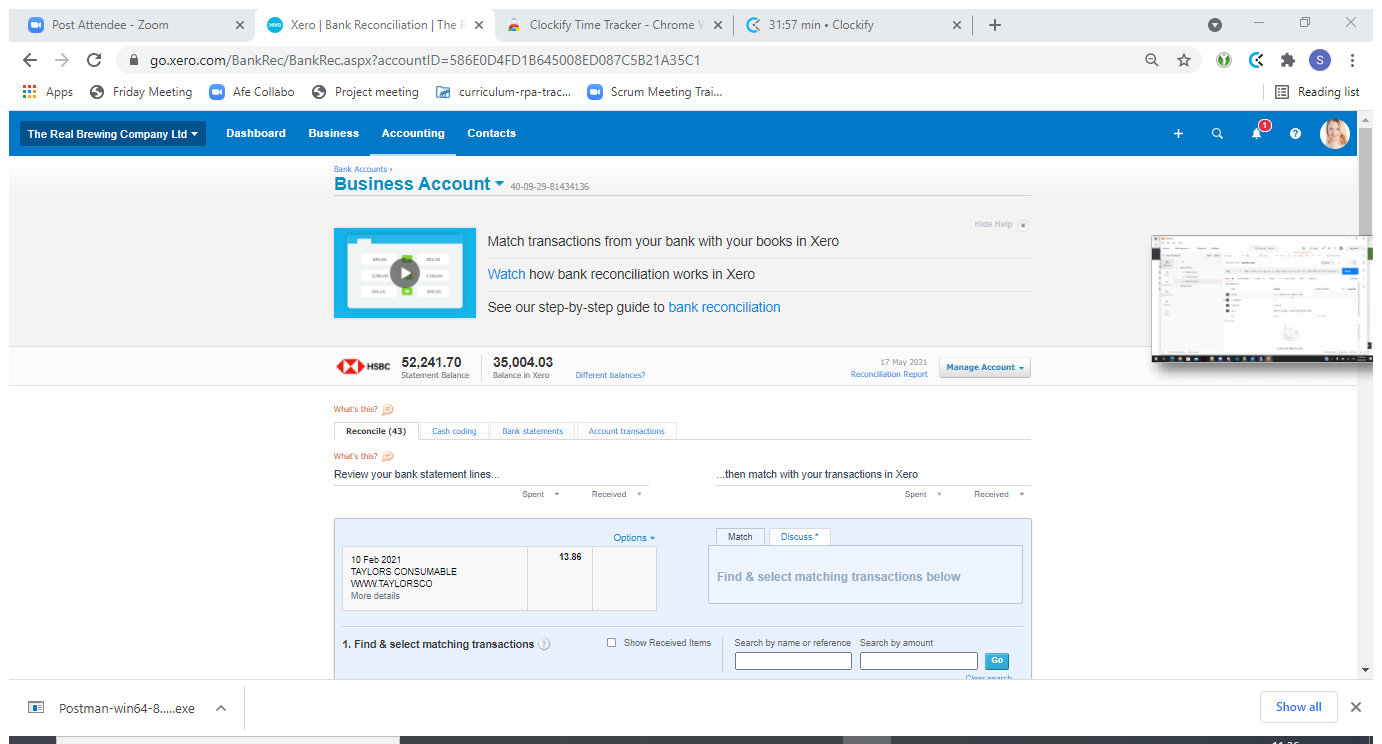 Post Attendee - Zoom
Xero | Bank Reconciliation | The R
Clockify Time Tracker - Chrome W
31:57 min • Clockify
go.xero.com/BankRec/BankRec.aspx?accountID=586E0D4FD1B645008ED087C5B21A35C1
S
Apps
Friday Meeting
Afe Collabo
Project meeting
curriculum-rpa-trac...
Scrum Meeting Trai...
Reading list
The Real Brewing Company Ltd
Dashboard
Business
Accounting
Contacts
1
Bank Accounts ›
Business Account
40-09-29-81434136
Hide Help
Match transactions from your bank with your books in Xero
Watch how bank reconciliation works in Xero
See our step-by-step guide to bank reconciliation
HSBC
52,241.70
Statement Balance
35,004.03
Balance in Xero
Different balances?
17 May 2021
Reconciliation Report
Manage Account
What's this?
Reconcile (43)
Cash coding
Bank statements
Account transactions
What's this?
Review your bank statement lines...
...then match with your transactions in Xero
Spent
Received
Spent
Received
Options
Match
Discuss *
10 Feb 2021
TAYLORS CONSUMABLE
WWW.TAYLORSCO
More details
13.86
Find & select matching transactions below
1. Find & select matching transactions
Show Received Items
Search by name or reference
Search by amount
Go
Clear search
Postman-win64-8.....exe
Show all